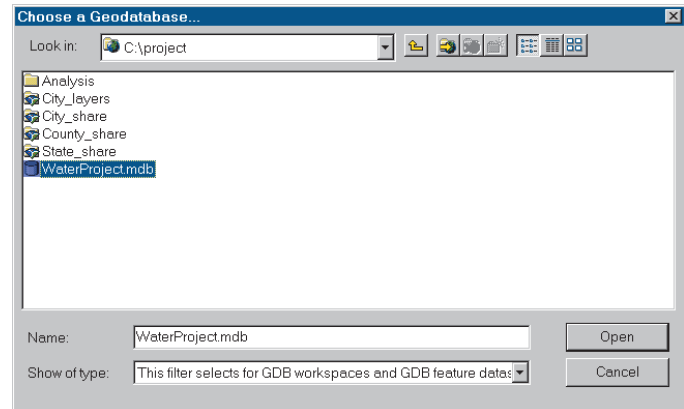 Choose a Geodatabase...
Look in: C:\project
Analysis
City_layers
City_share
County_share
State_share
WaterProject.mdb
Name: WaterProject.mdb Open
Show of type: This filter selects for GDB workspaces and GDB feature datas Cancel